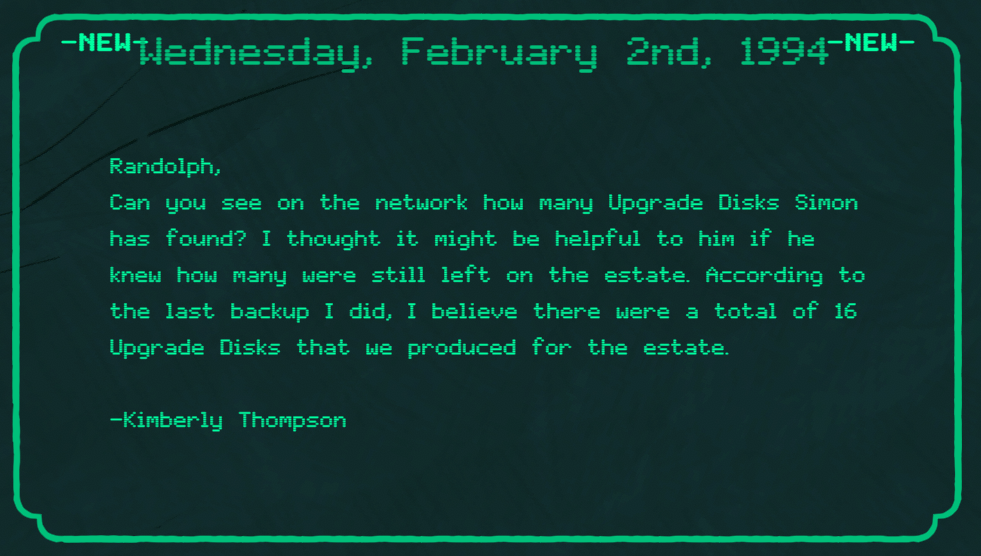 -NEW- Wednesday, February 2nd, 1994 -NEW-
Randolph,
Can you see on the network how many Upgrade Disks Simon
has found? I thought it might be helpful to him if he
knew how many were still left on the estate. According to
the last backup I did, I believe there were a total of 16
Upgrade Disks that we produced for the estate.
-Kimberly Thompson